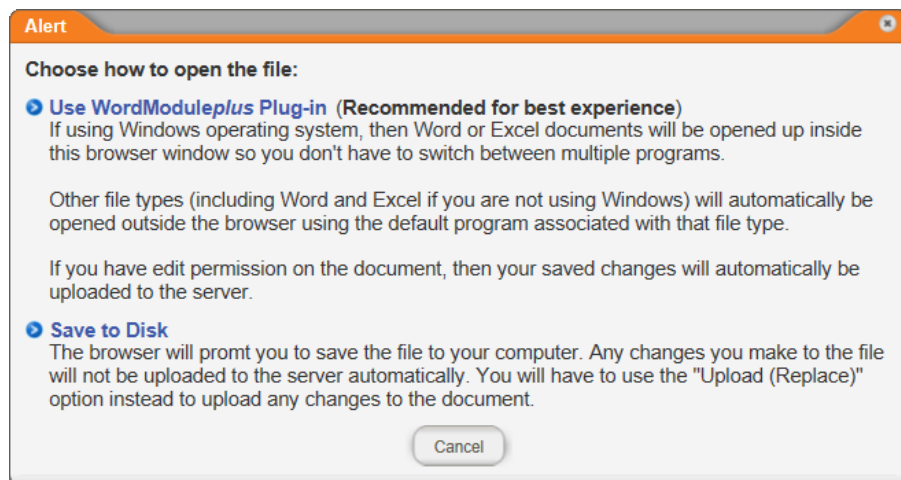 Alert
Choose how to open the file:
Use WordModuleplus Plug-in (Recommended for best experience)
If using Windows operating system, then Word or Excel documents will be opened up inside
this browser window so you don't have to switch between multiple programs.
Other file types (including Word and Excel if you are not using Windows) will automatically be
opened outside the browser using the default program associated with that file type.
If you have edit permission on the document, then your saved changes will automatically be
uploaded to the server.
Save to Disk
The browser will promt you to save the file to your computer. Any changes you make to the file
will not be uploaded to the server automatically. You will have to use the "Upload (Replace)"
option instead to upload any changes to the document.
Cancel